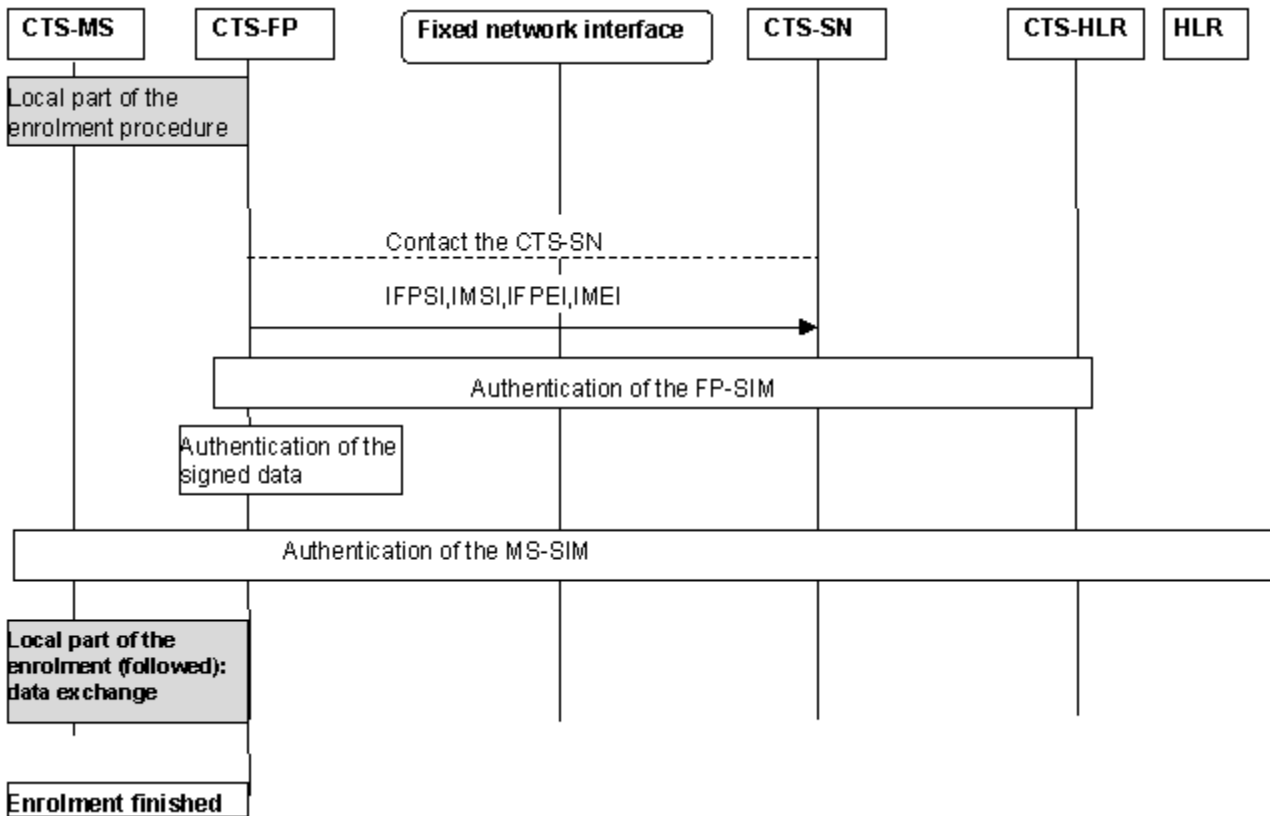 CTS-MS
CTS-FP
Fixed network interface
CTS-SN
CTS-HLR
HLR
Local part of the
enrolment procedure
Contact the CTS-SN
IFPSI,IMSI,IFPEI,IMEI
Authentication of the FP-SIM
Authentication of the
signed data
Authentication of the MS-SIM
Local part of the
enrolment (followed):
data exchange
Enrolment finished